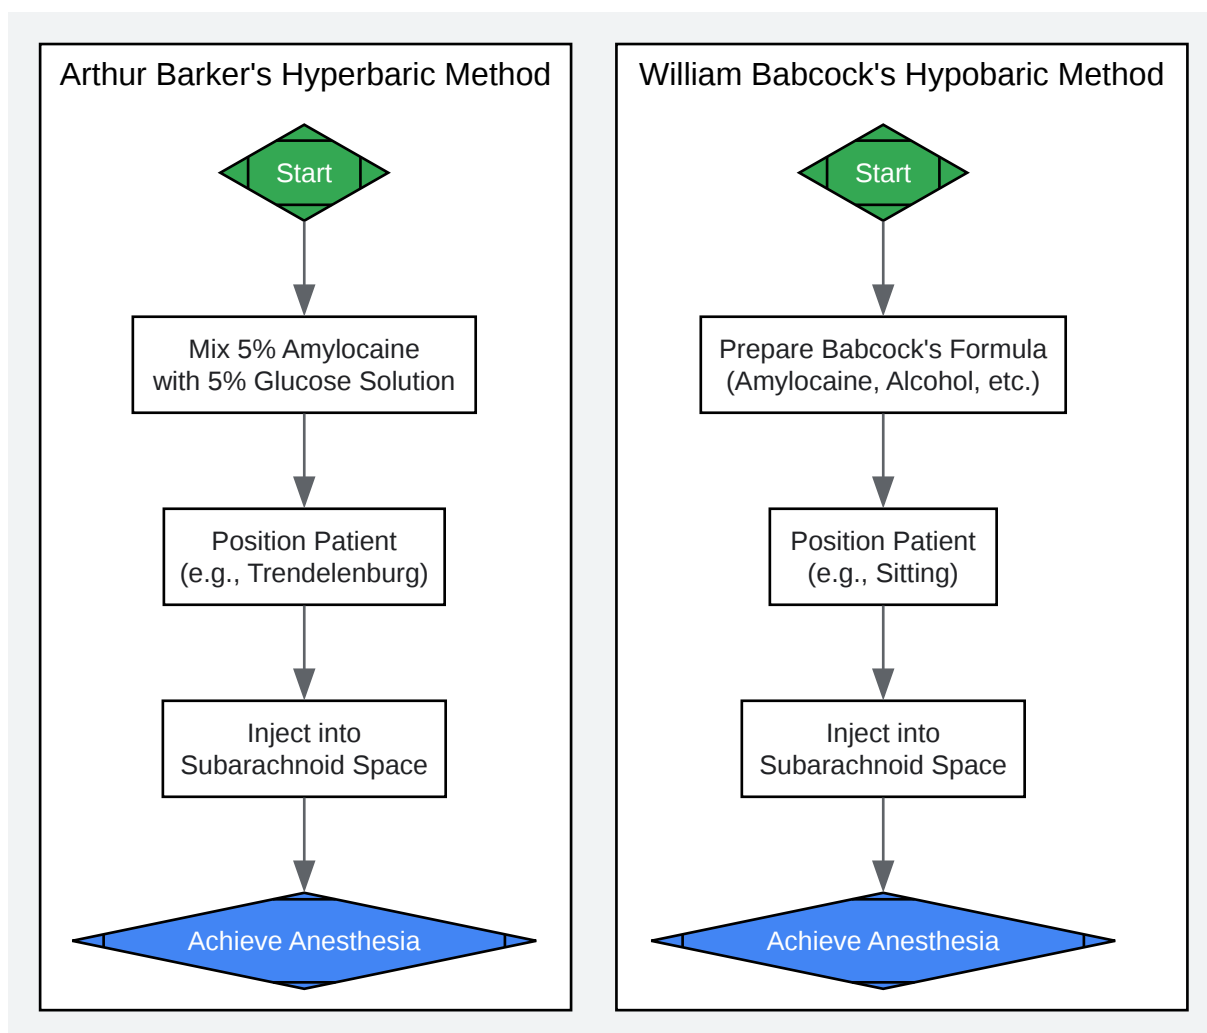 Arthur Barker's Hyperbaric Method
Start
Mix 5% Amylocaine
with 5% Glucose Solution
Position Patient
(e.g., Trendelenburg)
Inject into
Subarachnoid Space
Achieve Anesthesia
William Babcock's Hypobaric Method
Start
Prepare Babcock's Formula
(Amylocaine, Alcohol, etc.)
Position Patient
(e.g., Sitting)
Inject into
Subarachnoid Space
Achieve Anesthesia